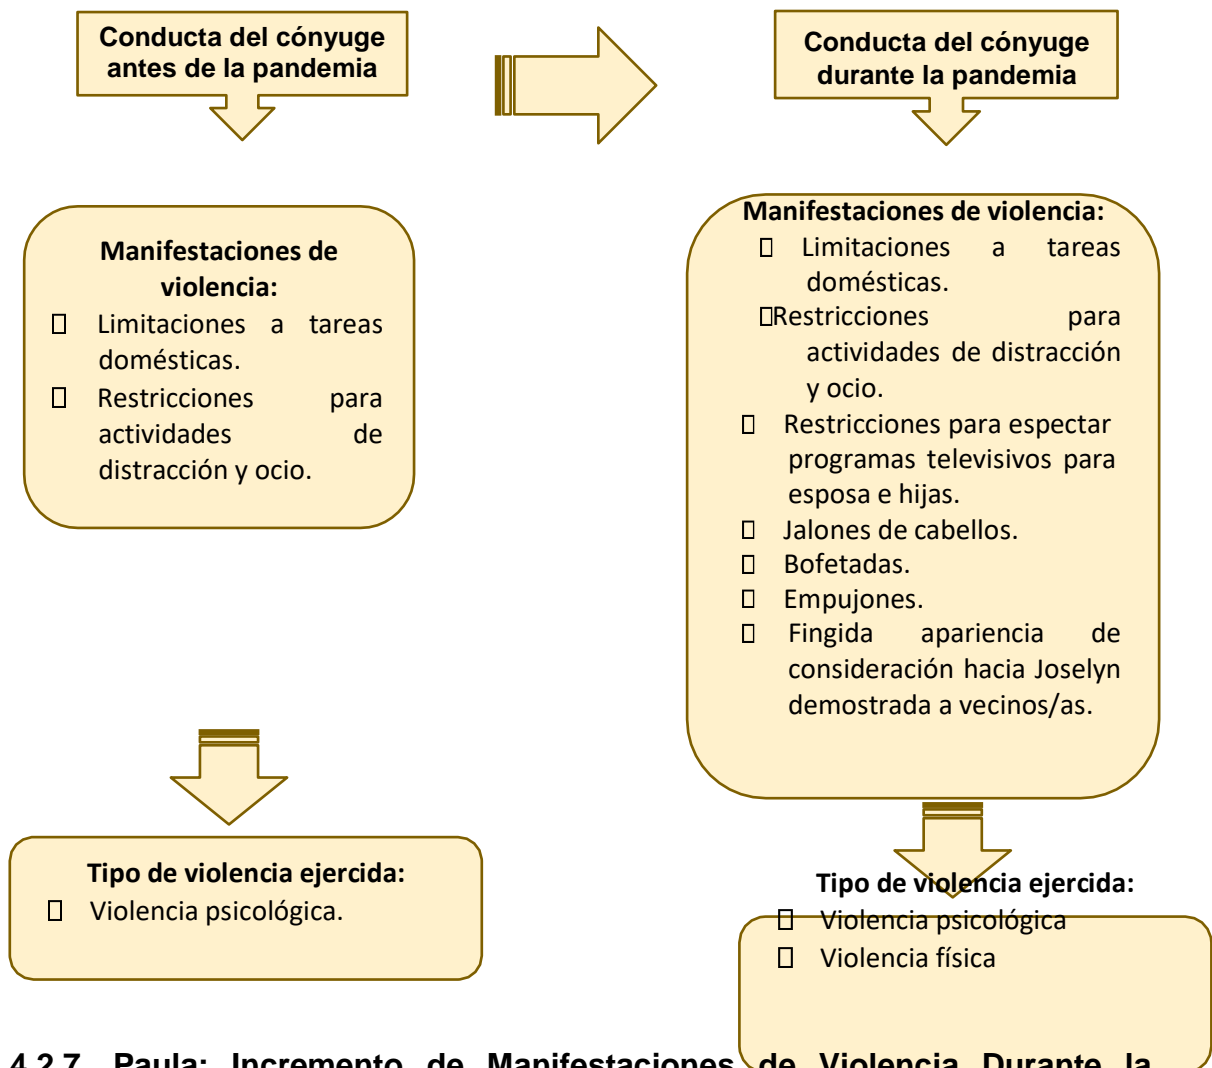 Conducta del cónyuge
antes de la pandemia
Conducta del cónyuge
durante la pandemia
Manifestaciones de
violencia:
Limitaciones a tareas
domésticas.
Restricciones para
actividades de
distracción y ocio.
Manifestaciones de violencia:
Limitaciones a tareas
domésticas.
Restricciones para
actividades de distracción
y ocio.
Restricciones para espectar
programas televisivos para
esposa e hijas.
Jalones de cabellos.
Bofetadas.
Empujones.
Fingida apariencia de
consideración hacia Joselyn
demostrada a vecinos/as.
Tipo de violencia ejercida:
Violencia psicológica.
Tipo de violencia ejercida:
Violencia psicológica
Violencia física
4.2.7. Paula: Incremento de Manifestaciones de Violencia Durante la